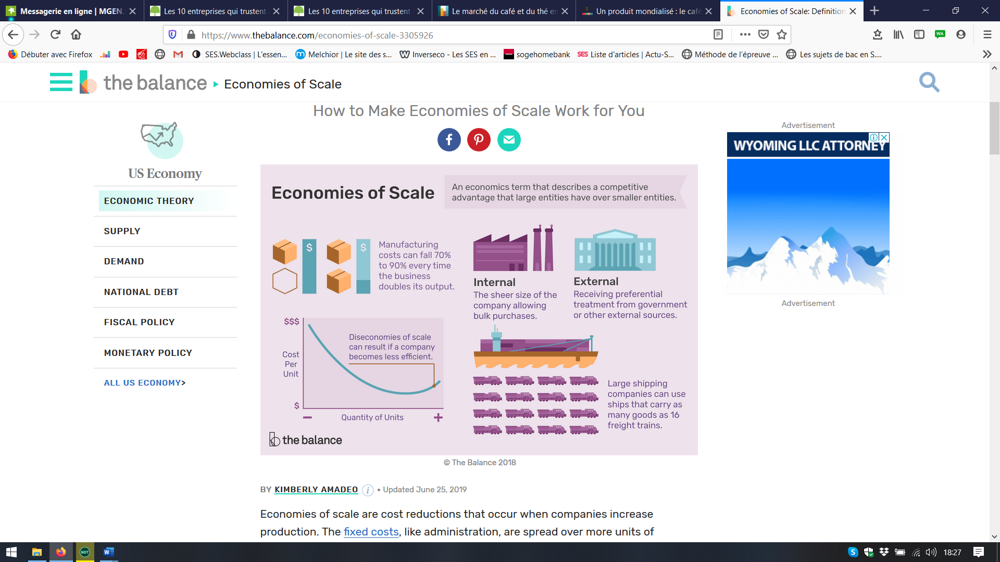 Messagerie en ligne | MGEN.
Les 10 entreprises qui trustent
Les 10 entreprises qui trustent
Le marché du café et du thé en
Un produit mondialisé : le café
Economies of Scale: Definition
https://www.thebalance.com/economies-of-scale-3305926
WA
Débuter avec Firefox
SES.Webclass | L'essen...
Melchior | Le site des s...
Inverseco - Les SES en ...
sogehomebank
SES Liste d'articles | Actu-S...
Méthode de l'épreuve ...
Les sujets de bac en S....
the balance
Economies of Scale
How to Make Economies of Scale Work for You
US Economy
ECONOMIC THEORY
SUPPLY
DEMAND
NATIONAL DEBT
FISCAL POLICY
MONETARY POLICY
ALL US ECONOMY>
Economies of Scale
An economics term that describes a competitive
advantage that large entities have over smaller entities.
$
$
Manufacturing
costs can fall 70%
to 90% every time
the business
doubles its output.
Internal
The sheer size of the
company allowing
bulk purchases.
External
Receiving preferential
treatment from government
or other external sources.
$$$
Cost
Per
Unit
$
Diseconomies of scale
can result if a company
becomes less efficient.
− Quantity of Units +
Large shipping
companies can use
ships that carry as
many goods as 16
freight trains.
the balance
© The Balance 2018
BY KIMBERLY AMADEO i • Updated June 25, 2019
Economies of scale are cost reductions that occur when companies increase
production. The fixed costs, like administration, are spread over more units of
Advertisement
WYOMING LLC ATTORNEY
Advertisement
NOT
18:27